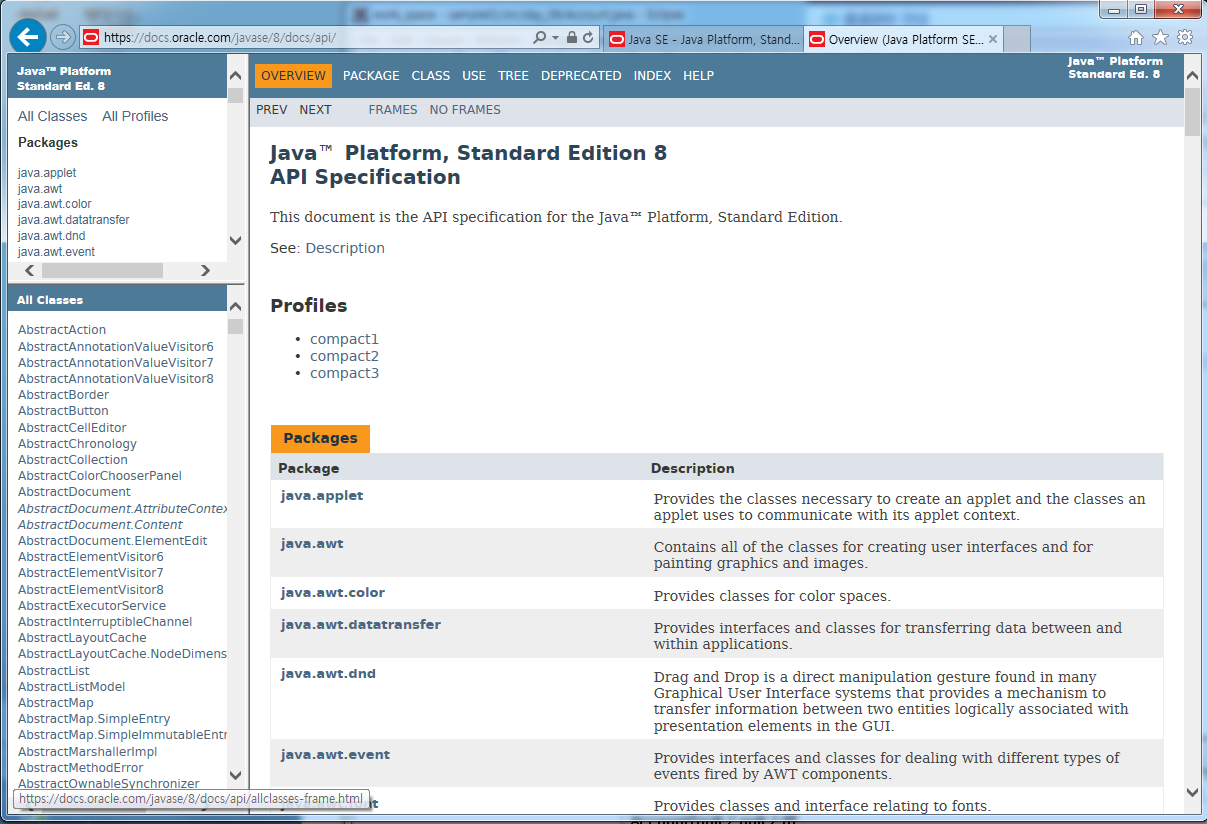 https://docs.oracle.com/javase/8/docs/api/
Java SE - Java Platform, Stand...
Overview (Java Platform SE...
Java™ Platform
Standard Ed. 8
All Classes All Profiles
Packages
java.applet
java.awt
java.awt.color
java.awt.datatransfer
java.awt.dnd
java.awt.event
All Classes
AbstractAction
AbstractAnnotationValueVisitor6
AbstractAnnotationValueVisitor7
AbstractAnnotationValueVisitor8
AbstractBorder
AbstractButton
AbstractCellEditor
AbstractChronology
AbstractCollection
AbstractColorChooserPanel
AbstractDocument
AbstractDocument.AttributeContex
AbstractDocument.Content
AbstractDocument.ElementEdit
AbstractElementVisitor6
AbstractElementVisitor7
AbstractElementVisitor8
AbstractExecutorService
AbstractInterruptibleChannel
AbstractLayoutCache
AbstractLayoutCache.NodeDimens
AbstractList
AbstractListModel
AbstractMap
AbstractMap.SimpleEntry
AbstractMap.SimpleImmutableEntr
AbstractMarshallerImpl
AbstractMethodError
AbstractOwnableSynchronizer
https://docs.oracle.com/javase/8/docs/api/allclasses-frame.html
OVERVIEW PACKAGE CLASS USE TREE DEPRECATED INDEX HELP
Java™ Platform
Standard Ed. 8
PREV NEXT FRAMES NO FRAMES
Java™ Platform, Standard Edition 8
API Specification
This document is the API specification for the Java™ Platform, Standard Edition.
See: Description
Profiles
• compact1
• compact2
• compact3
Packages
Package Description
java.applet Provides the classes necessary to create an applet and the classes an
applet uses to communicate with its applet context.
java.awt Contains all of the classes for creating user interfaces and for
painting graphics and images.
java.awt.color Provides classes for color spaces.
java.awt.datatransfer Provides interfaces and classes for transferring data between and
within applications.
java.awt.dnd Drag and Drop is a direct manipulation gesture found in many
Graphical User Interface systems that provides a mechanism to
transfer information between two entities logically associated with
presentation elements in the GUI.
java.awt.event Provides interfaces and classes for dealing with different types of
events fired by AWT components.
Provides classes and interface relating to fonts.